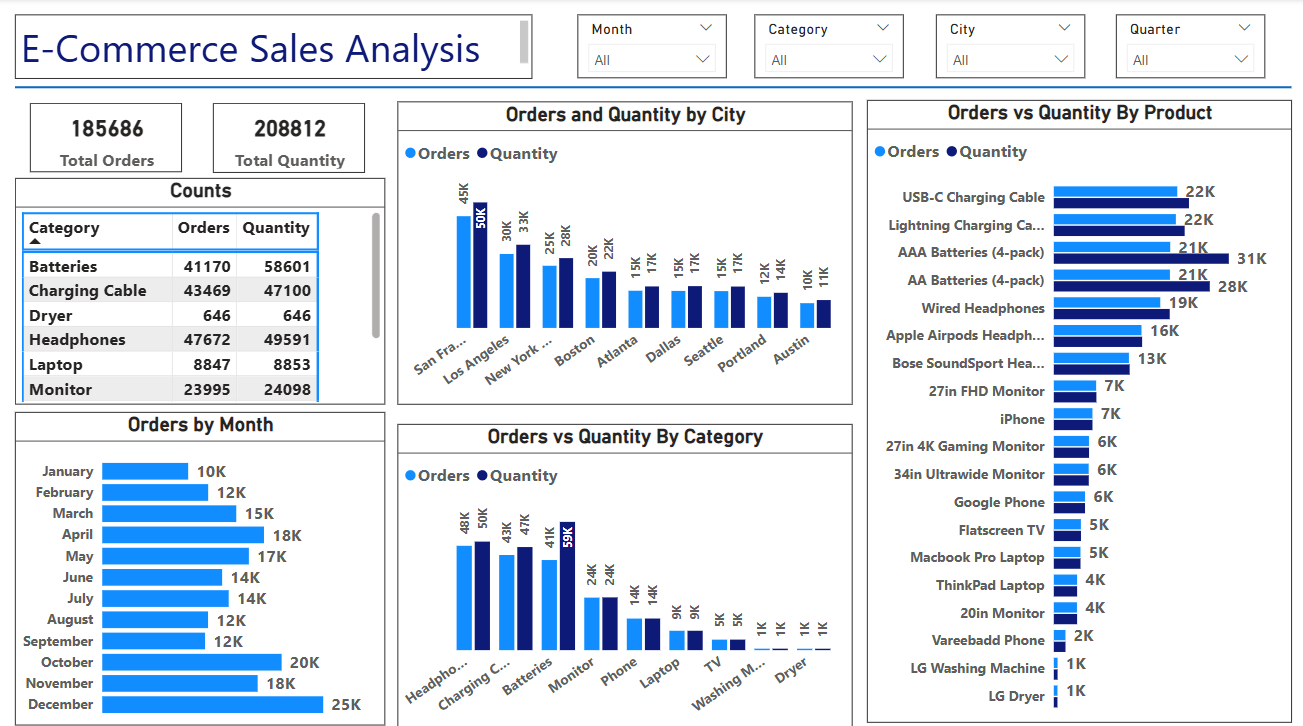 E-Commerce Sales Analysis
Month
All
Category
All
City
All
Quarter
All
185686
Total Orders
208812
Total Quantity
Counts
Category Orders Quantity
Batteries 41170 58601
Charging Cable 43469 47100
Dryer 646 646
Headphones 47672 49591
Laptop 8847 8853
Monitor 23995 24098
Orders by Month
January 10K
February 12K
March 15K
April 18K
May 17K
June 14K
July 14K
August 12K
September 12K
October 20K
November 18K
December 25K
Orders and Quantity by City
Orders Quantity
45K 50K 30K 33K 25K 28K 20K 22K 15K 17K 15K 17K 15K 17K 12K 14K 10K 11K
San Fra... Los Angeles New York ... Boston Atlanta Dallas Seattle Portland Austin
Orders vs Quantity By Category
Orders Quantity
48K 50K 43K 47K 41K 59K 24K 24K 14K 14K 9K 9K 5K 5K 1K 1K 1K 1K
Headpho... Charging C... Batteries Monitor Phone Laptop TV Washing M... Dryer
Orders vs Quantity By Product
Orders Quantity
USB-C Charging Cable 22K
Lightning Charging Ca... 22K
AAA Batteries (4-pack) 21K 31K
AA Batteries (4-pack) 21K 28K
Wired Headphones 19K
Apple Airpods Headph... 16K
Bose SoundSport Hea... 13K
27in FHD Monitor 7K
iPhone 7K
27in 4K Gaming Monitor 6K
34in Ultrawide Monitor 6K
Google Phone 6K
Flatscreen TV 5K
Macbook Pro Laptop 5K
ThinkPad Laptop 4K
20in Monitor 4K
Vareebadd Phone 2K
LG Washing Machine 1K
LG Dryer 1K